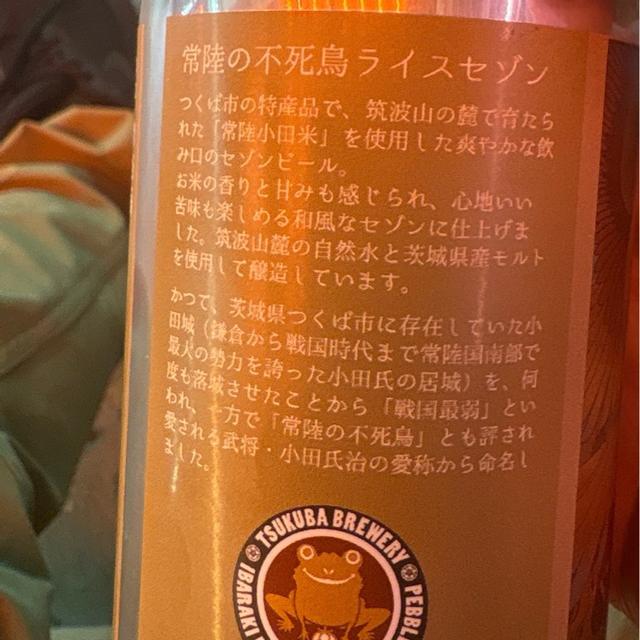 常陸の不死鳥ライスセゾン
つくば市の特産品で、筑波山の麓で育たら
れた「常陸小田米」を使用した爽やかな飲
み口のセゾンビール。
お米の香りと甘みも感じられ、心地いい
苦味も楽しめる和風なセゾンに仕上げま
した。筑波山麓の自然水と茨城県産モルト
を使用して醸造しています。
かつて、茨城県つくば市に存在していた小
田城（鎌倉から戦国時代まで常陸国南部で
最大の勢力を誇った小田氏の居城）を、何
度も落城させたことから「戦国最弱」とい
われ、一方で「常陸の不死鳥」とも評され
愛される武将・小田氏治の愛称から命名し
ました。
TSUKUBA BREWERY
PEBBL
IBARAKI